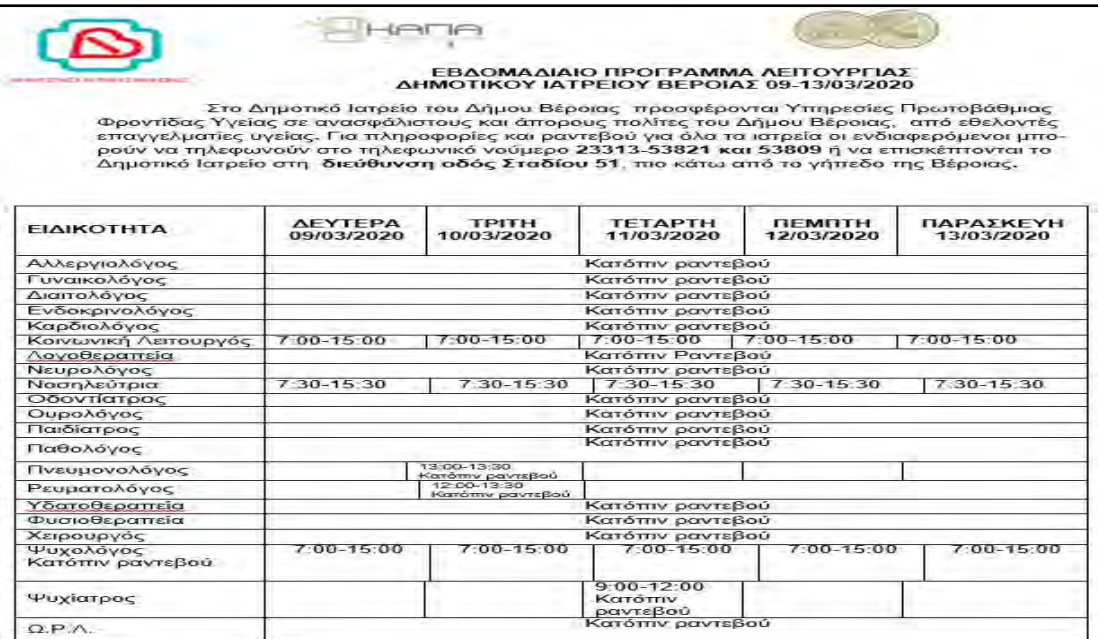 ΚΑΠΑ
ΕΒΔΟΜΑΔΙΑΙΟ ΠΡΟΓΡΑΜΜΑ ΛΕΙΤΟΥΡΓΙΑΣ
ΔΗΜΟΤΙΚΟΥ ΙΑΤΡΕΙΟΥ ΒΕΡΟΙΑΣ 09-13/03/2020
Στο Δημοτικό Ιατρείο του Δήμου Βέροιας προσφέρονται Υπηρεσίες Πρωτοβάθμιας
Φροντίδας Υγείας σε ανασφάλιστους και άπορους πολίτες του Δήμου Βέροιας, από εθελοντές
επαγγελματίες υγείας. Για πληροφορίες και ραντεβού για όλα τα ιατρεία οι ενδιαφερόμενοι μπο-
ρούν να τηλεφωνούν στο τηλεφωνικό νούμερο 23313-53821 και 53809 ή να επισκέπτονται το
Δημοτικό Ιατρείο στη διεύθυνση οδός Σταδίου 51, πιο κάτω από το γήπεδο της Βέροιας.
ΕΙΔΙΚΟΤΗΤΑ ΔΕΥΤΕΡΑ ΤΡΙΤΗ ΤΕΤΑΡΤΗ ΠΕΜΠΤΗ ΠΑΡΑΣΚΕΥΗ
09/03/2020 10/03/2020 11/03/2020 12/03/2020 13/03/2020
Αλλεργιολόγος Κατόπιν ραντεβού
Γυναικολόγος Κατόπιν ραντεβού
Διαιτολόγος Κατόπιν ραντεβού
Ενδοκρινολόγος Κατόπιν ραντεβού
Καρδιολόγος Κατόπιν ραντεβού
Κοινωνική Λειτουργός 7:00-15:00 7:00-15:00 7:00-15:00 7:00-15:00 7:00-15:00
Λογοθεραπεία Κατόπιν Ραντεβού
Νευρολόγος Κατόπιν ραντεβού
Νοσηλεύτρια 7:30-15:30 7:30-15:30 7:30-15:30 7:30-15:30 7:30-15:30
Οδοντίατρος Κατόπιν ραντεβού
Ουρολόγος Κατόπιν ραντεβού
Παιδίατρος Κατόπιν ραντεβού
Παθολόγος Κατόπιν ραντεβού
Πνευμονολόγος 13:00-13:30
Κατόπιν ραντεβού
Ρευματολόγος 12:00-13:30
Κατόπιν ραντεβού
Υδατοθεραπεία Κατόπιν ραντεβού
Φυσιοθεραπεία Κατόπιν ραντεβού
Χειρουργός Κατόπιν ραντεβού
Ψυχολόγος 7:00-15:00 7:00-15:00 7:00-15:00 7:00-15:00 7:00-15:00
Κατόπιν ραντεβού
Ψυχίατρος 9:00-12:00
Κατόπιν
ραντεβού
Ω.Ρ.Λ. Κατόπιν ραντεβού